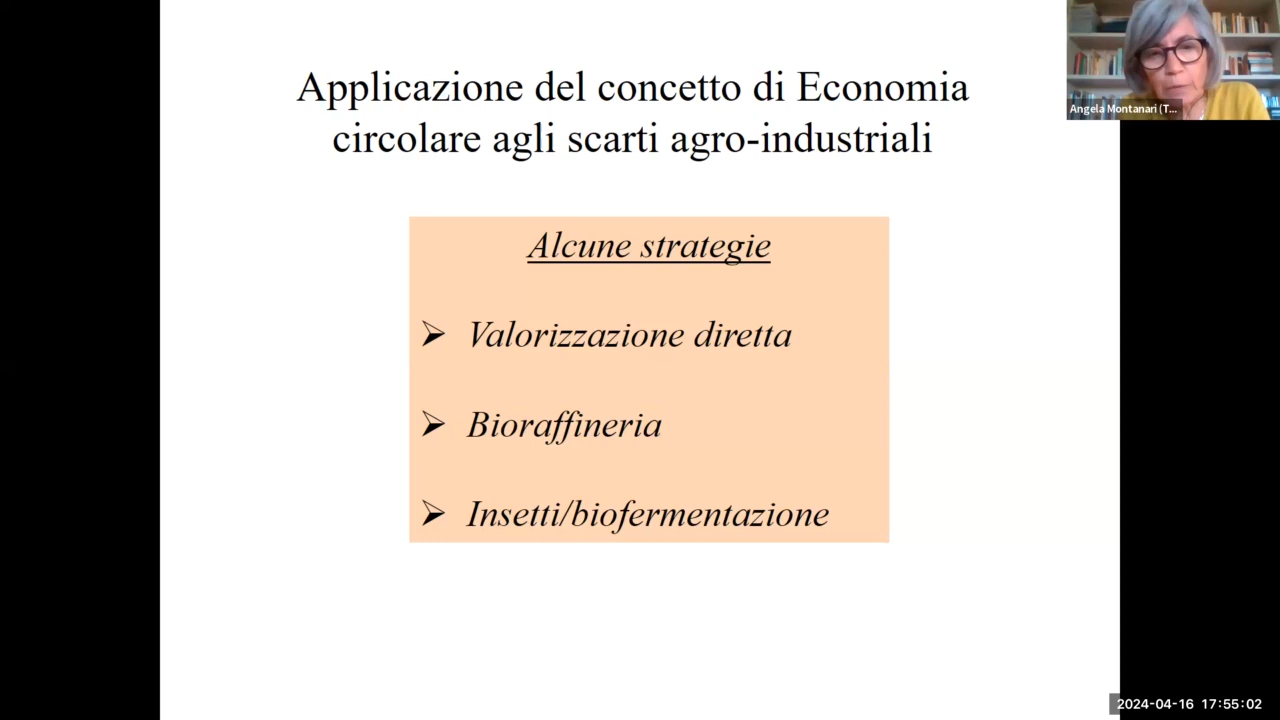 Applicazione del concetto di Economia
circolare agli scarti agro-industriali
Angela Montanari (T...
Alcune strategie
➢ Valorizzazione diretta
➢ Bioraffineria
➢ Insetti/biofermentazione
2024-04-16 17:55:02